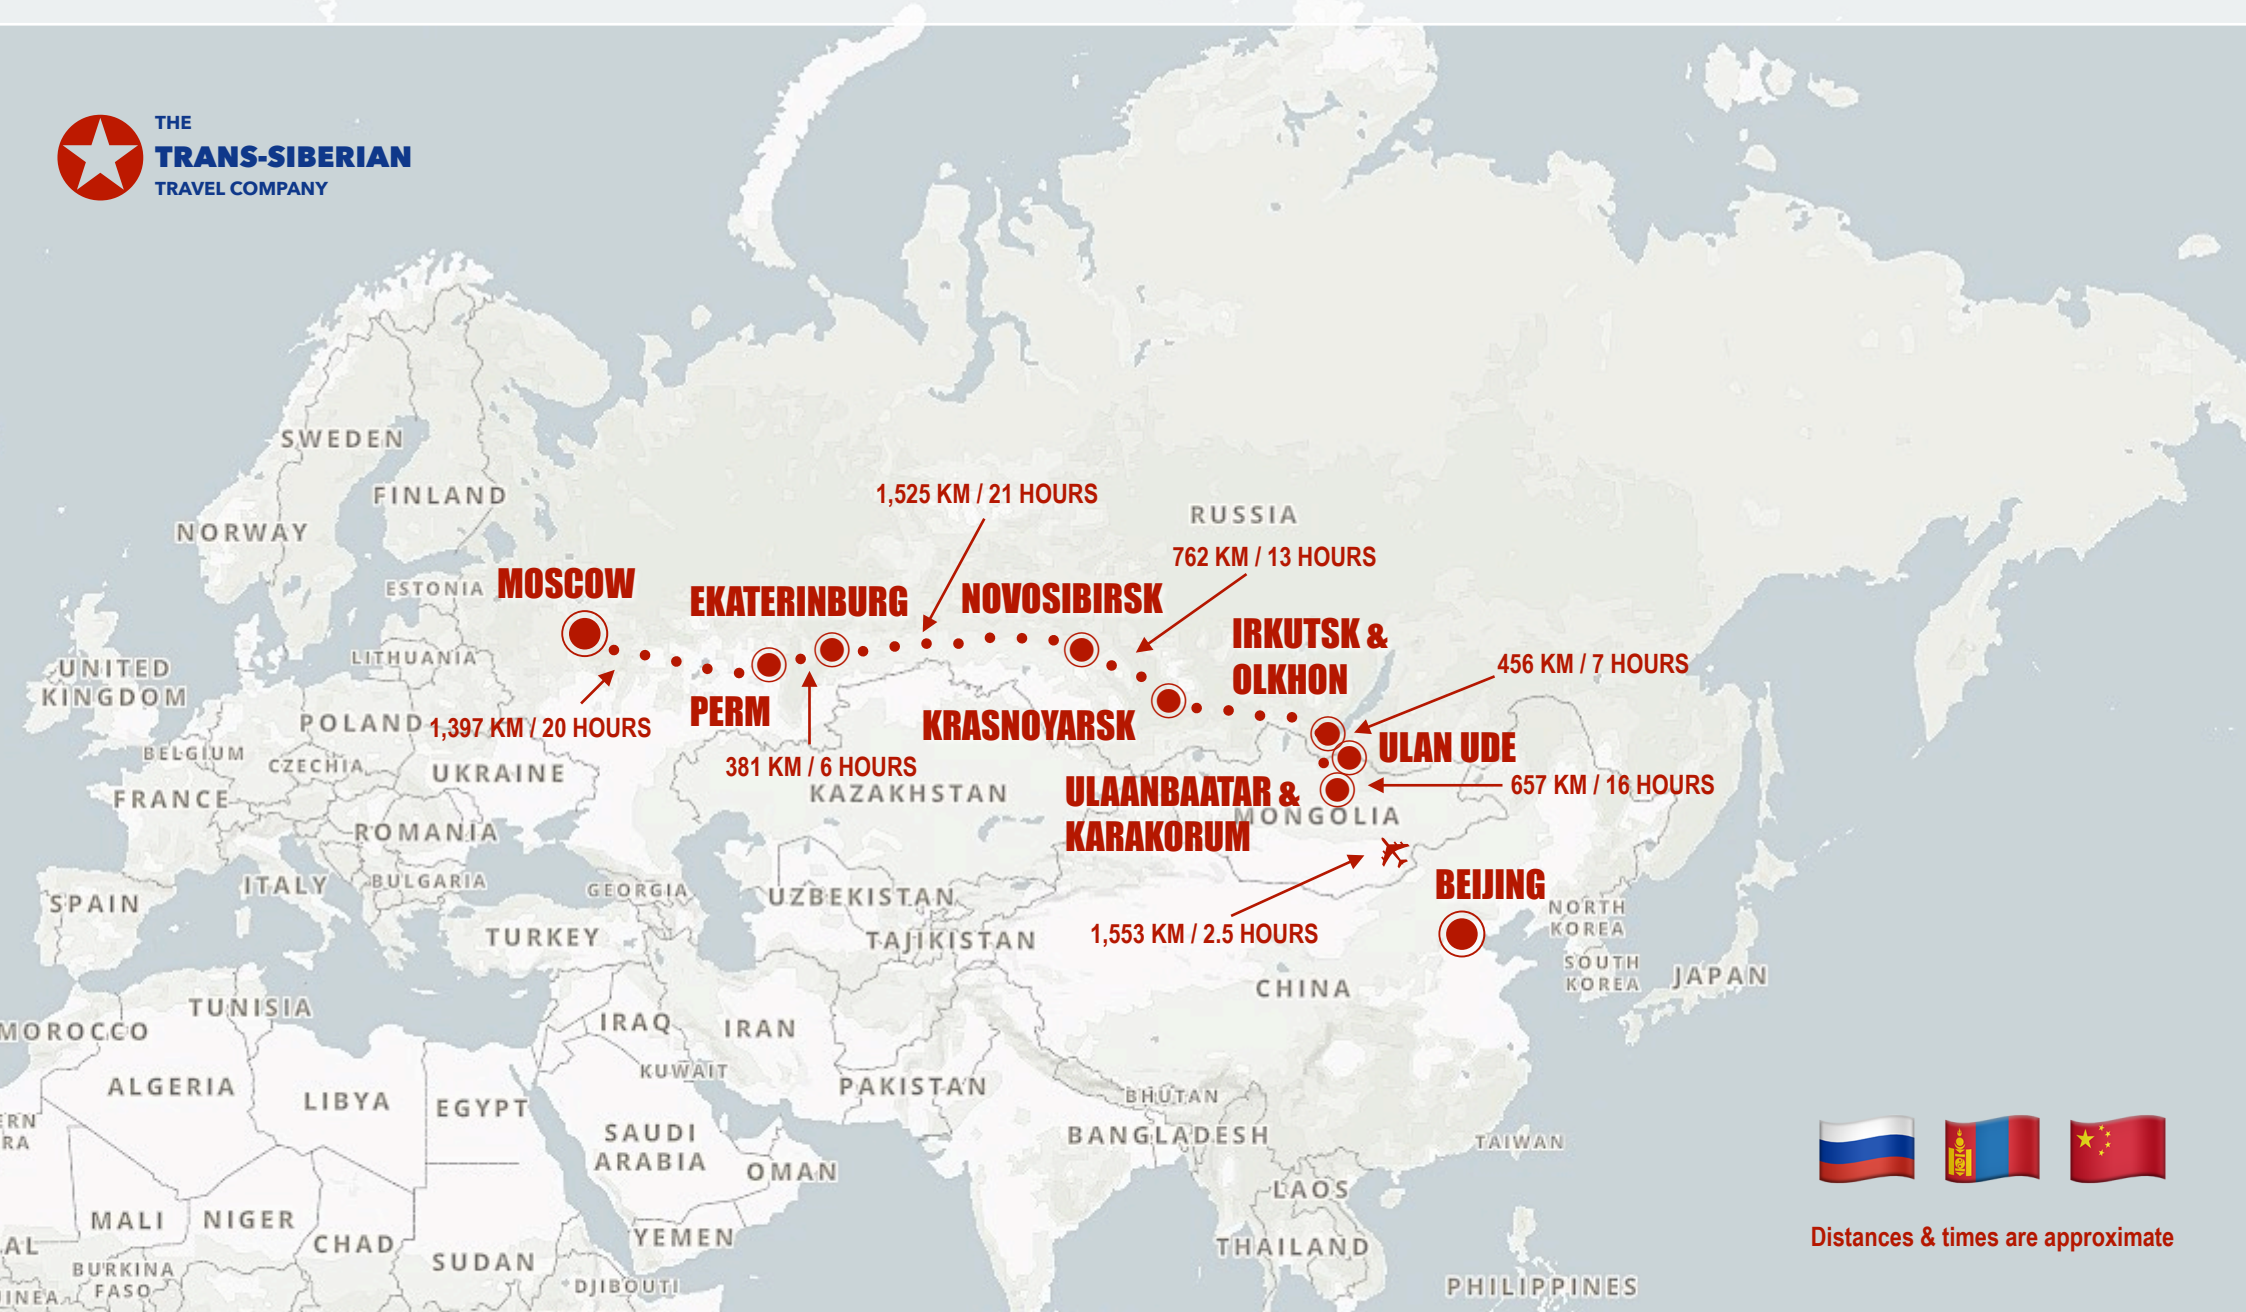 THE
TRANS-SIBERIAN
TRAVEL COMPANY
SWEDEN
FINLAND
NORWAY
1,525 KM / 21 HOURS
RUSSIA
762 KM / 13 HOURS
ESTONIA
MOSCOW
EKATERINBURG
NOVOSIBIRSK
IRKUTSK &
OLKHON
456 KM / 7 HOURS
LITHUANIA
UNITED
KINGDOM
PERM
POLAND
1,397 KM / 20 HOURS
KRASNOYARSK
ULAN UDE
BELGIUM
CZECHIA
UKRAINE
381 KM / 6 HOURS
657 KM / 16 HOURS
FRANCE
KAZAKHSTAN
ULAANBAATAR &
KARAKORUM
MONGOLIA
ROMANIA
ITALY
BULGARIA
GEORGIA
BEIJING
SPAIN
UZBEKISTAN
NORTH
KOREA
TURKEY
TAJIKISTAN
1,553 KM / 2.5 HOURS
SOUTH
KOREA
JAPAN
CHINA
TUNISIA
MOROCCO
IRAQ
IRAN
KUWAIT
ALGERIA
LIBYA
EGYPT
PAKISTAN
BHUTAN
ERN
RA
SAUDI
ARABIA
OMAN
BANGLADESH
TAIWAN
LAOS
MALI
NIGER
CHAD
SUDAN
YEMEN
AL
THAILAND
Distances & times are approximate
BURKINA
FASO
INEA
DJIBOUTI
PHILIPPINES